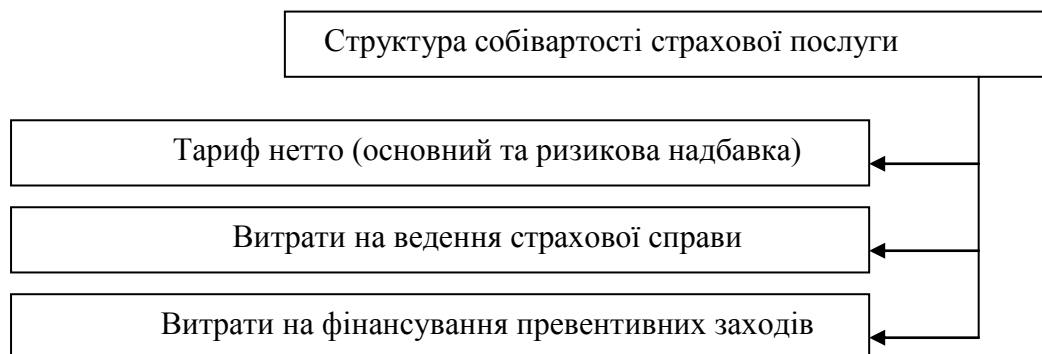 Структура собівартості страхової послуги
Тариф нетто (основний та ризикова надбавка)
Витрати на ведення страхової справи
Витрати на фінансування превентивних заходів